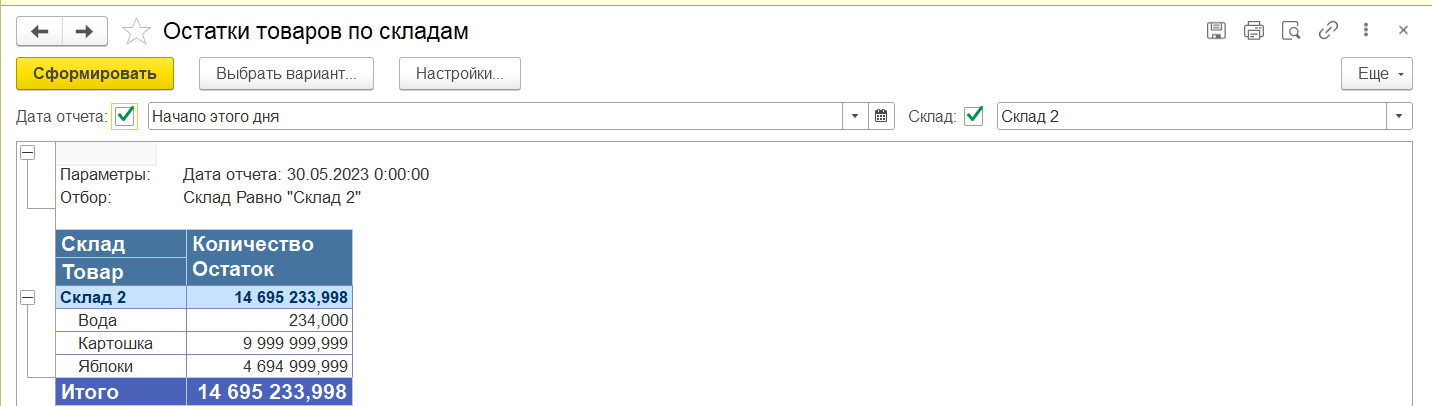 Остатки товаров по складам
Сформировать Выбрать вариант... Настройки... Еще
Дата отчета: Начало этого дня Склад: Склад 2
Параметры: Дата отчета: 30.05.2023 0:00:00
Отбор: Склад Равно "Склад 2"
Склад Количество
Товар Остаток
Склад 2 14 695 233,998
Вода 234,000
Картошка 9 999 999,999
Яблоки 4 694 999,999
Итого 14 695 233,998